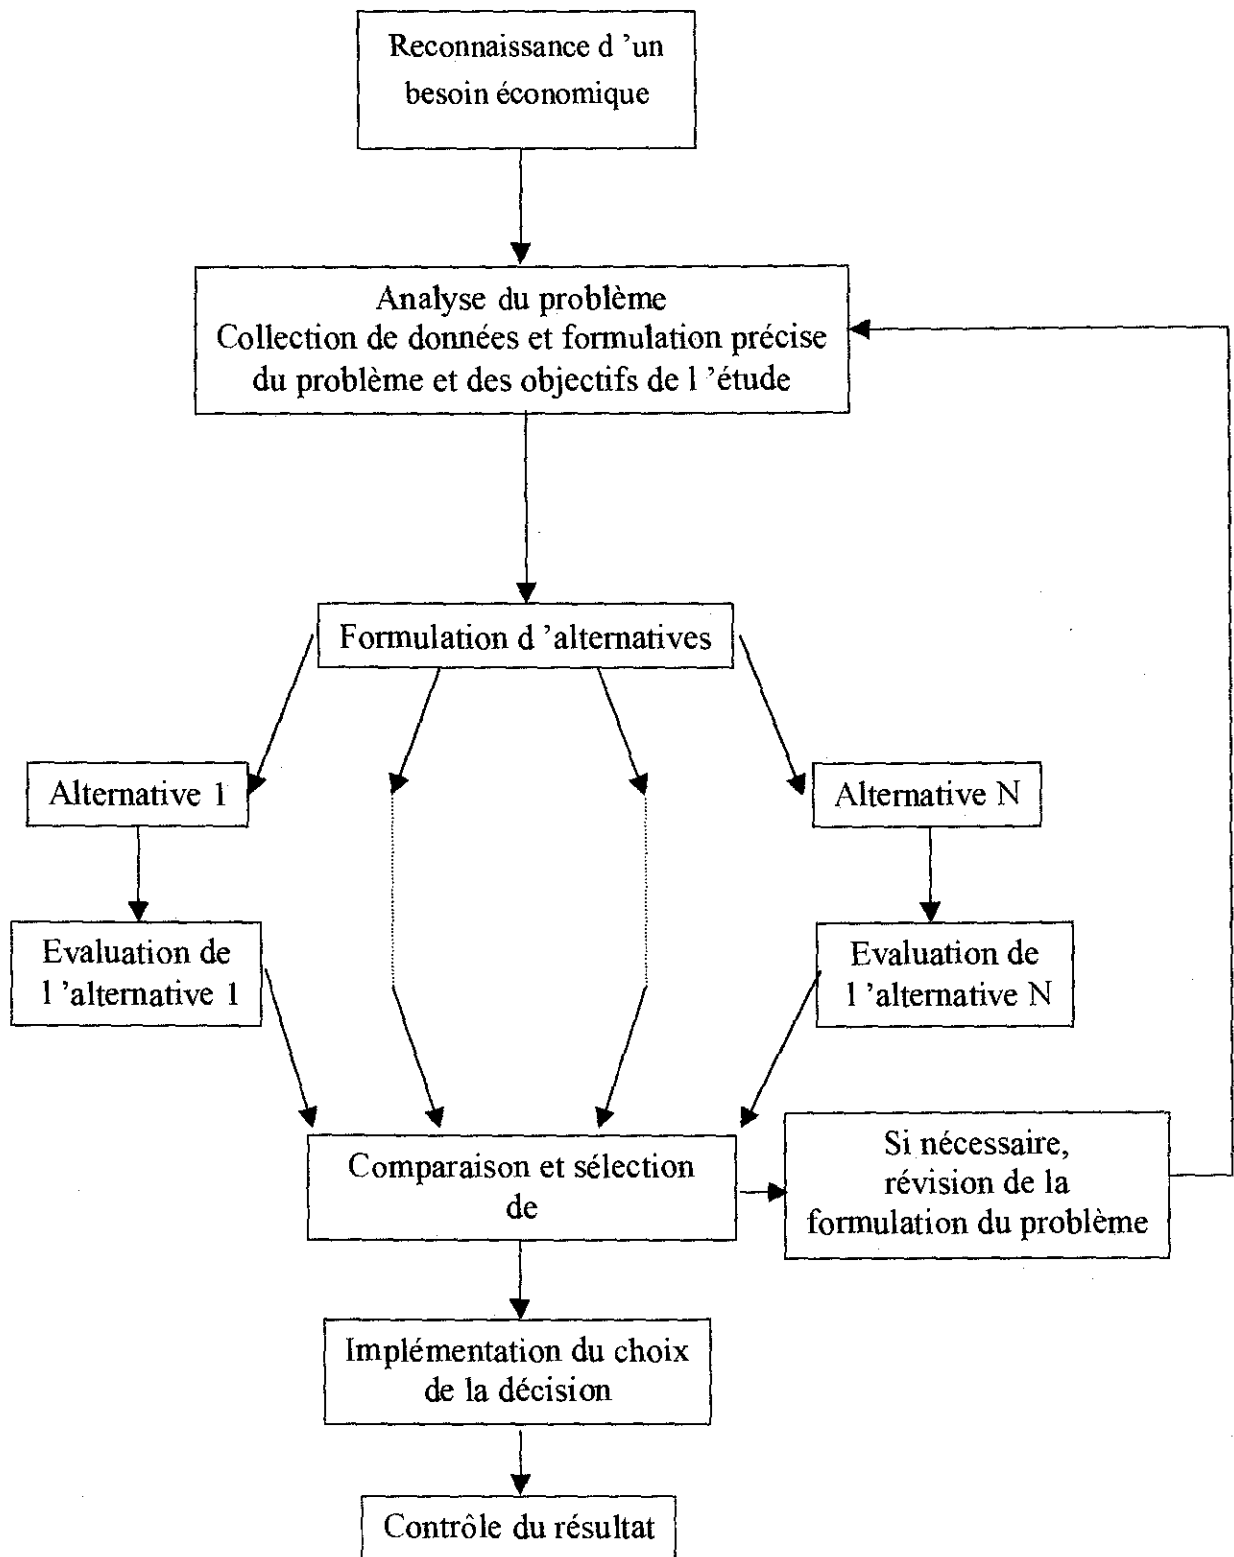 Reconnaissance d 'un
besoin économique
Analyse du problème
Collection de données et formulation précise
du problème et des objectifs de l 'étude
Formulation d 'alternatives
Alternative 1
Alternative N
Evaluation de
l 'alternative 1
Evaluation de
l 'alternative N
Comparaison et sélection
de
Si nécessaire,
révision de la
formulation du problème
Implémentation du choix
de la décision
Contrôle du résultat